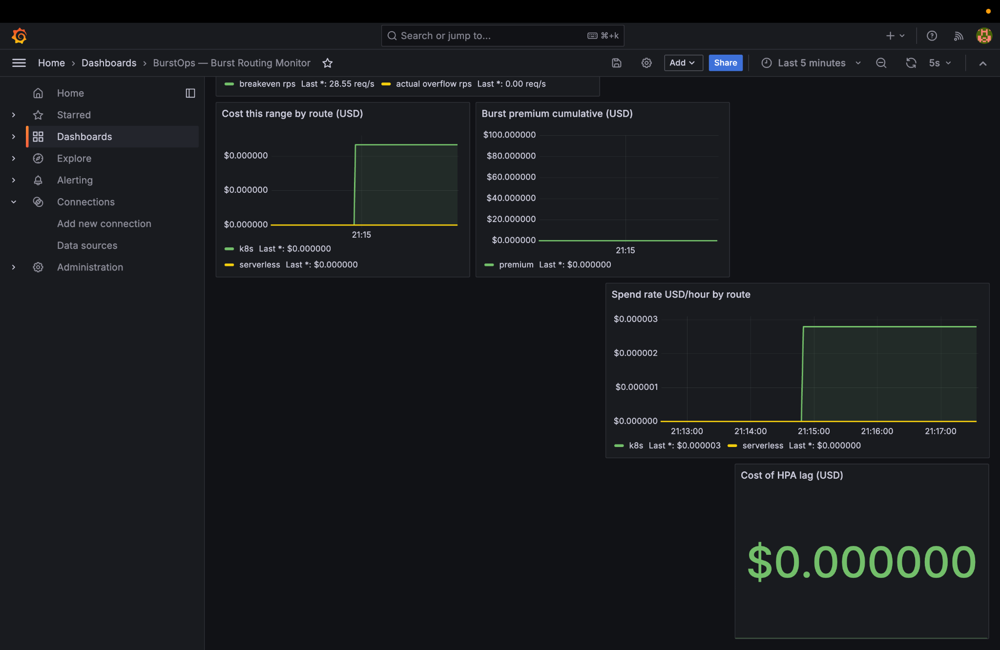 Search or jump to...
⌘+k
Home › Dashboards › BurstOps — Burst Routing Monitor
Add
Share
Last 5 minutes
5s
Home
Starred
Dashboards
Explore
Alerting
Connections
Add new connection
Data sources
Administration
breakeven rps Last *: 28.55 req/s actual overflow rps Last *: 0.00 req/s
Cost this range by route (USD)
$0.000000
$0.000000
$0.000000
21:15
k8s Last *: $0.000000
serverless Last *: $0.000000
Burst premium cumulative (USD)
$100.000000
$80.000000
$60.000000
$40.000000
$20.000000
$0.000000
21:15
premium Last *: $0.000000
Spend rate USD/hour by route
$0.000003
$0.000002
$0.000001
$0.000000
21:13:00 21:14:00 21:15:00 21:16:00 21:17:00
k8s Last *: $0.000003 serverless Last *: $0.000000
Cost of HPA lag (USD)
$0.000000